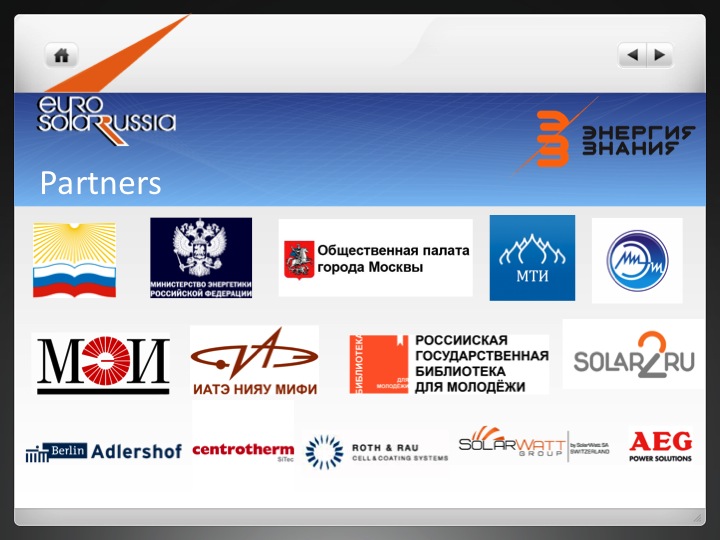 euro
solarrussia
ЭНЕРГИЯ
ЗНАНИЯ
Partners
МИНИСТЕРСТВО ЭНЕРГЕТИКИ
РОССИЙСКОЙ ФЕДЕРАЦИИ
Общественная палата
города Москвы
МТИ
МЭИ
ИАТЭ НИЯУ МИФИ
БИБЛИОТЕКА
ДЛЯ
МОЛОДЁЖИ
РОССИИСКАЯ
ГОСУДАРСТВЕННАЯ
БИБЛИОТЕКА
ДЛЯ МОЛОДЁЖИ
SOLAR2RU
Berlin Adlershof
centrotherm
SiTec
ROTH & RAU
CELL & COATING SYSTEMS
SOLARWATT
GROUP
by SolarWatt SA
SWITZERLAND
AEG
POWER SOLUTIONS